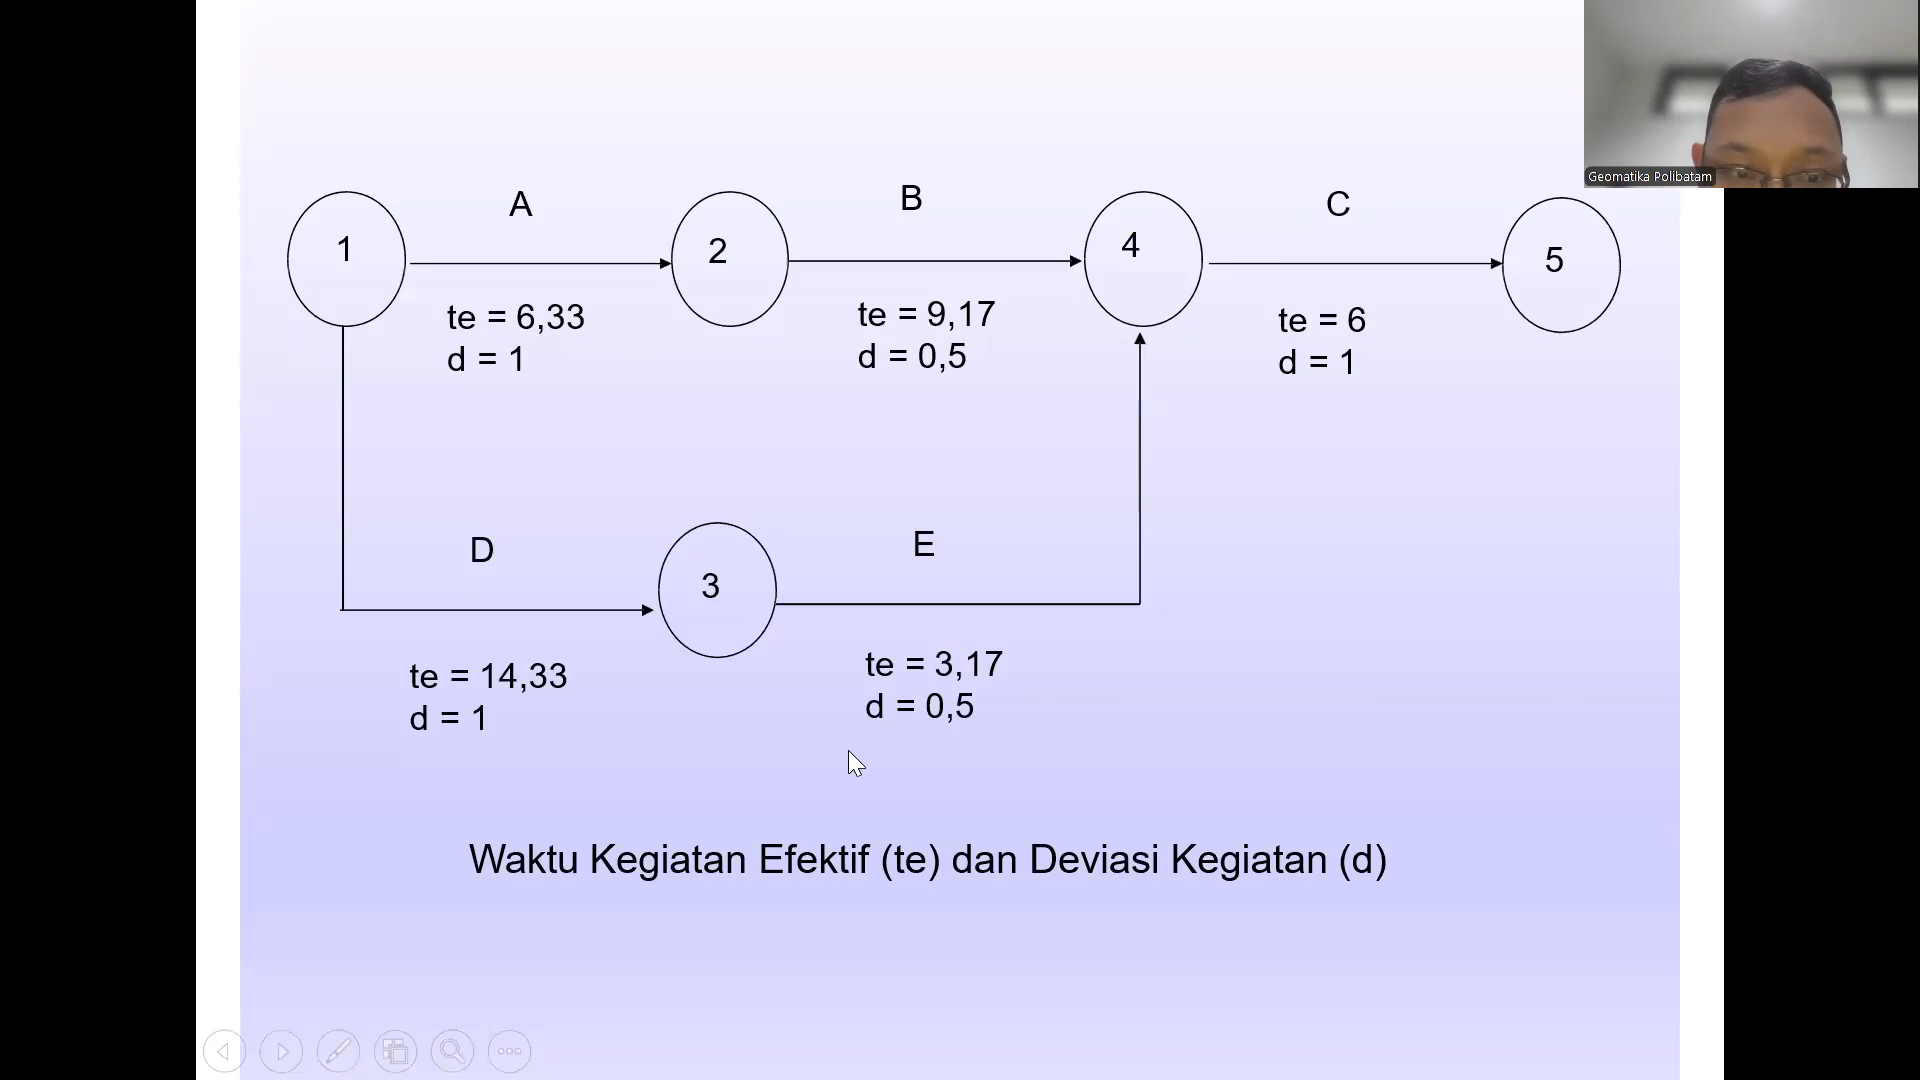 Geomatika Polibatam
A
B
C
1
2
4
5
te = 6,33
d = 1
te = 9,17
d = 0,5
te = 6
d = 1
D
E
3
te = 14,33
d = 1
te = 3,17
d = 0,5
Waktu Kegiatan Efektif (te) dan Deviasi Kegiatan (d)